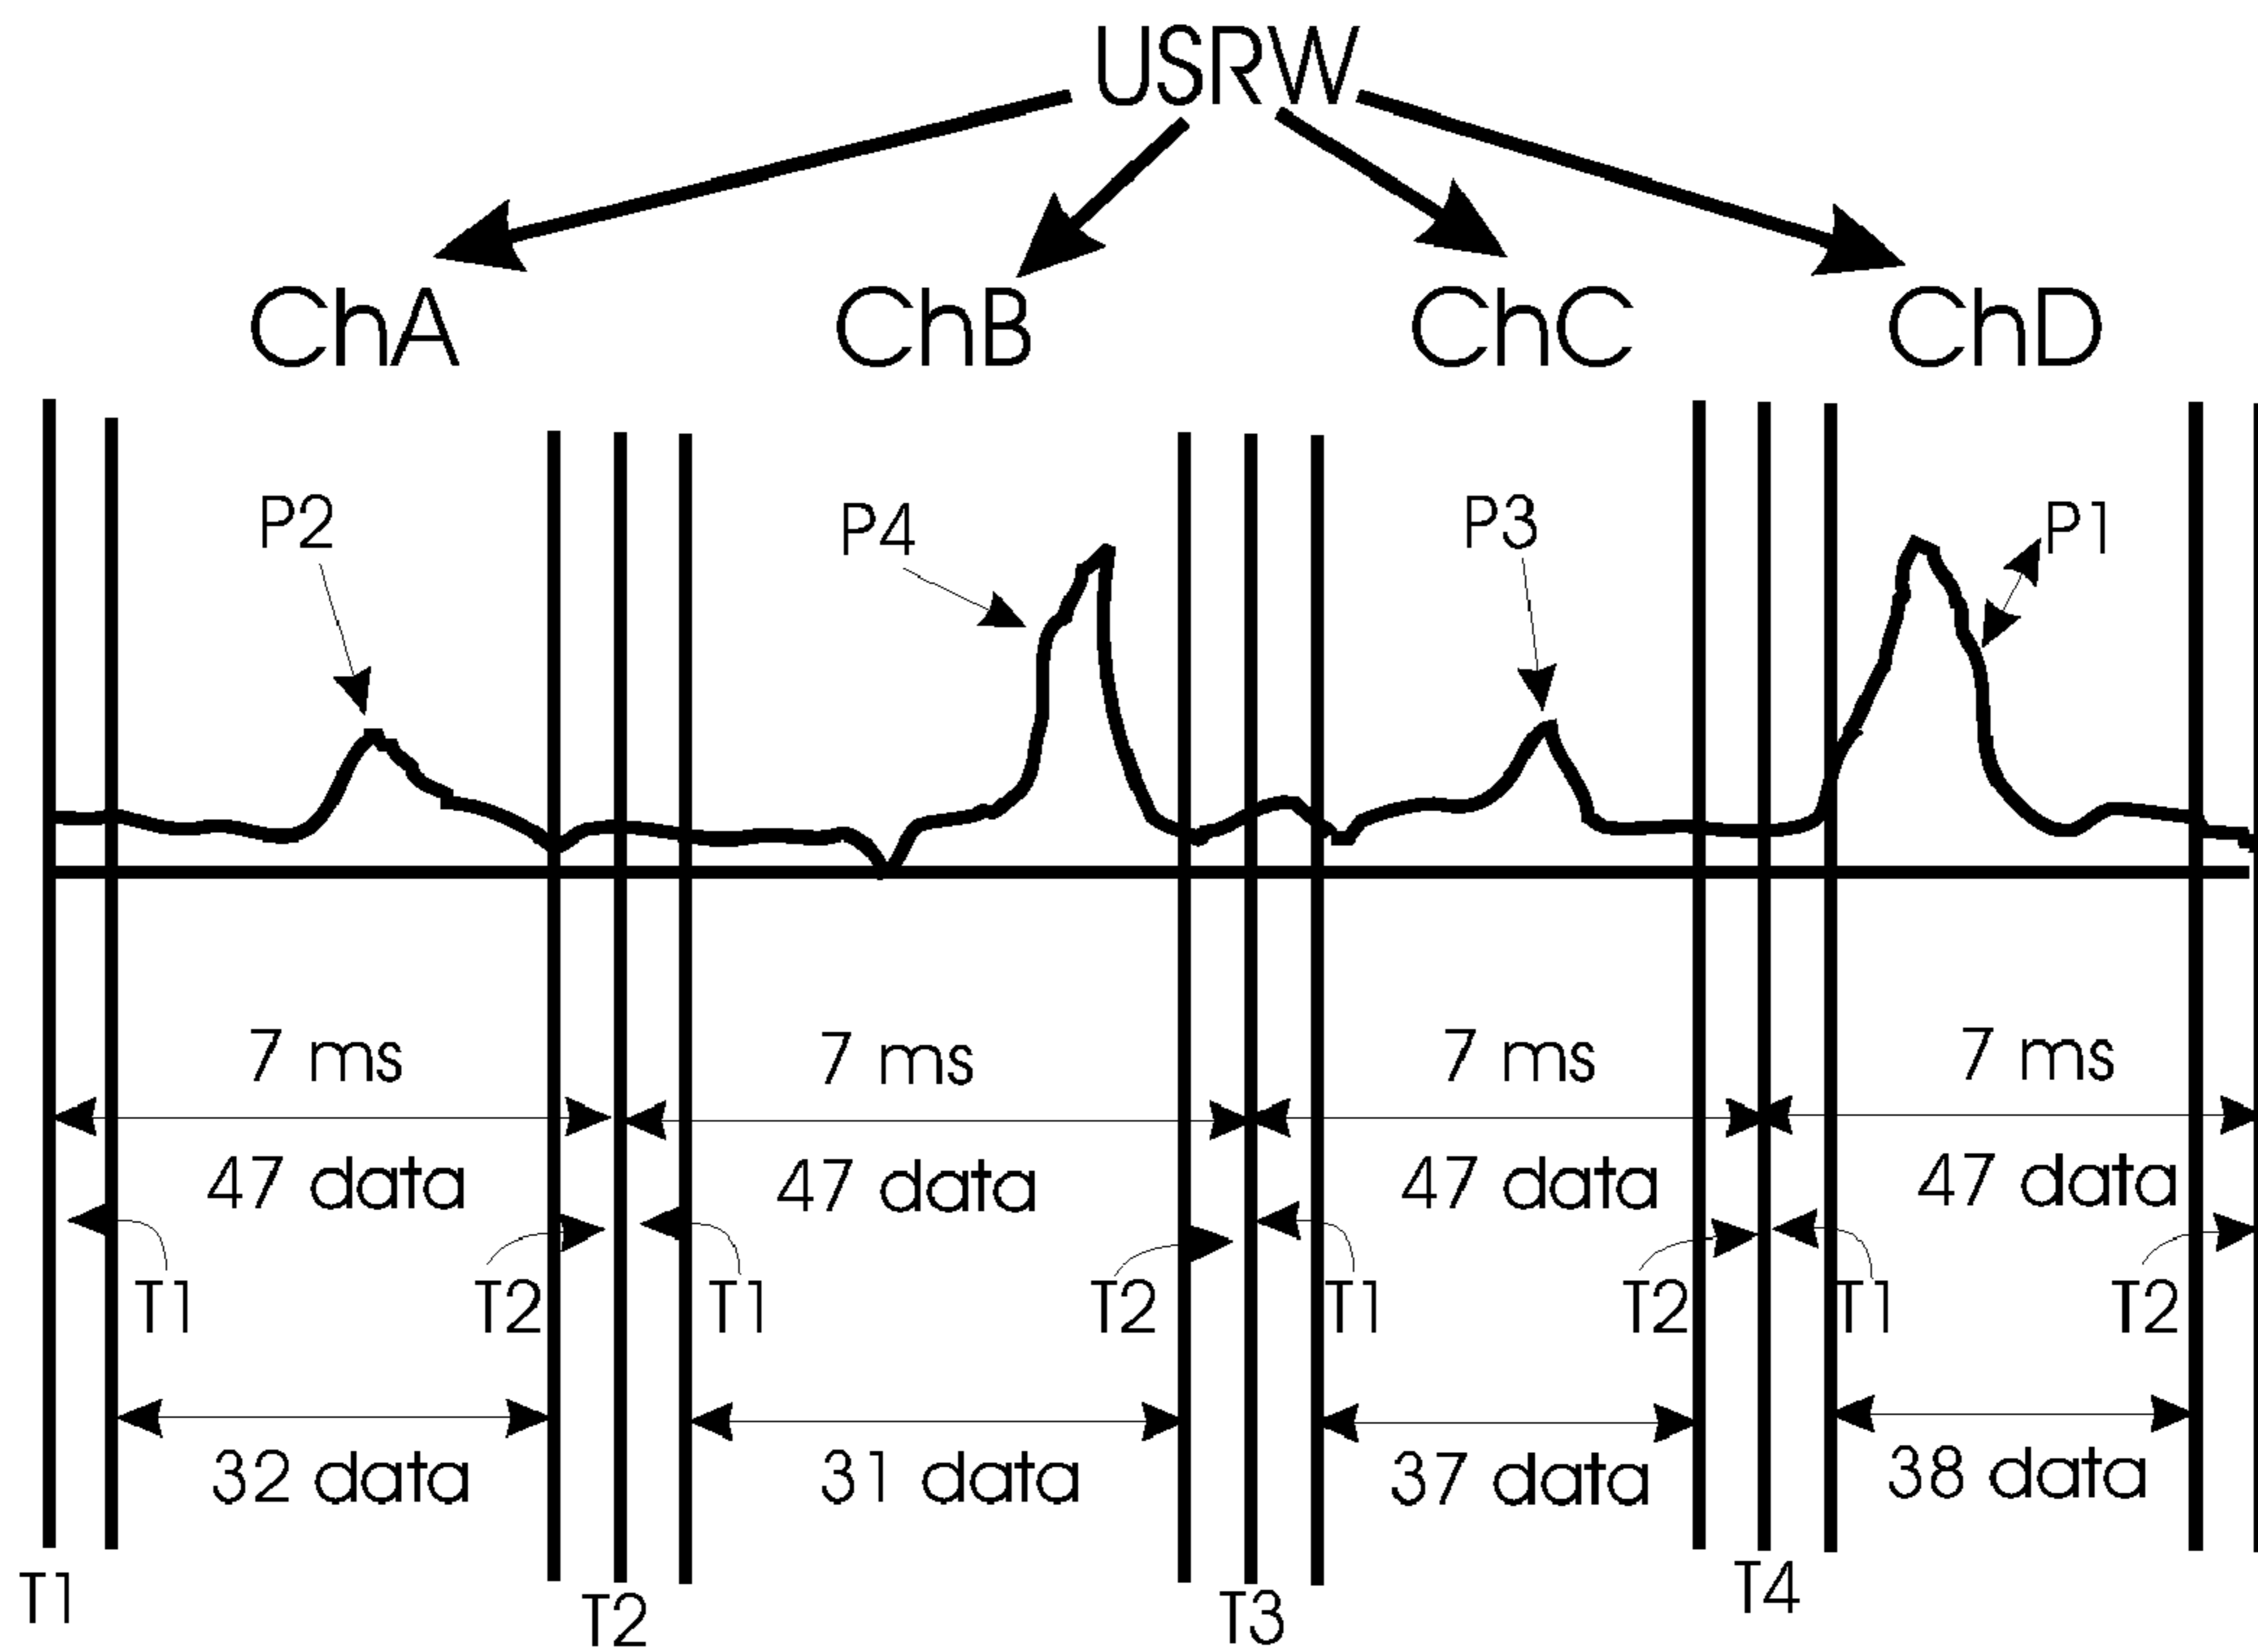 USRW
ChA ChB ChC ChD
P2 P4 P3 P1
7 ms 7 ms 7 ms 7 ms
47 data 47 data 47 data 47 data
T1 T2 T1 T2 T1 T2 T1 T2
32 data 31 data 37 data 38 data
T1 T2 T3 T4